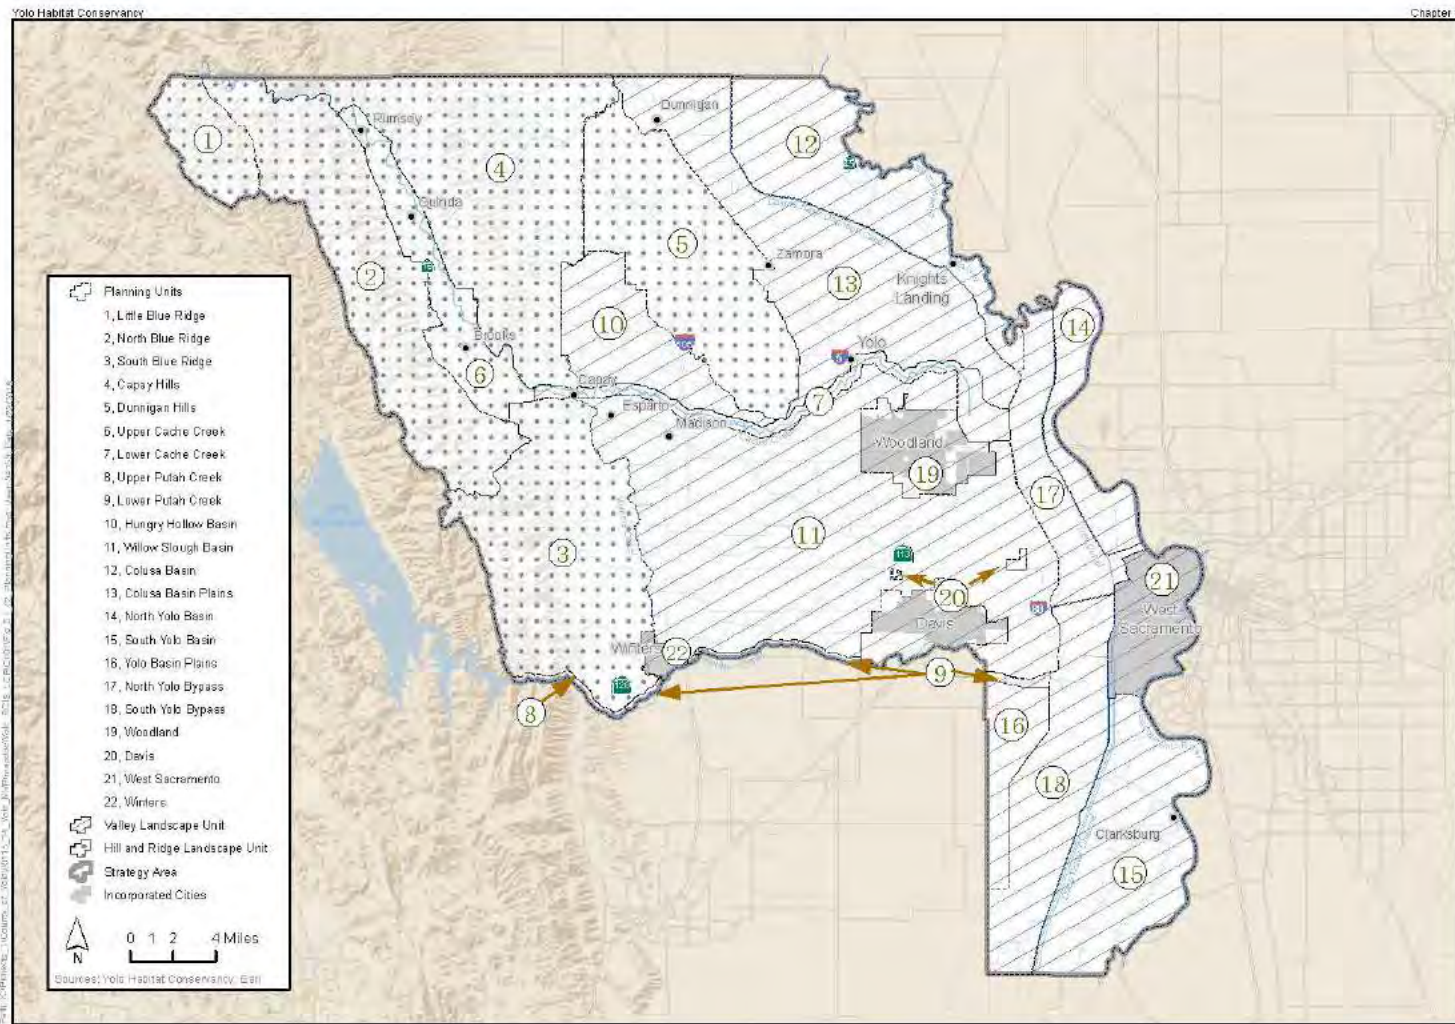 Yolo Habitat Conservancy
Chapter
1
Rumsey
4
Dunnigan
12
Guinda
2
5
Zamora
13
Knights
Landing
14
10
Brooks
6
Capay
5
Yolo
7
Esparto
Madison
Woodland
19
17
3
11
113
20
80
21
West
Sacramento
Davis
Winters
22
9
8
16
18
Clarksburg
15
Planning Units
1, Little Blue Ridge
2, North Blue Ridge
3, South Blue Ridge
4, Capay Hills
5, Dunnigan Hills
6, Upper Cache Creek
7, Lower Cache Creek
8, Upper Putah Creek
9, Lower Putah Creek
10, Hungry Hollow Basin
11, Willow Slough Basin
12, Colusa Basin
13, Colusa Basin Plains
14, North Yolo Basin
15, South Yolo Basin
16, Yolo Basin Plains
17, North Yolo Bypass
18, South Yolo Bypass
19, Woodland
20, Davis
21, West Sacramento
22, Winters
Valley Landscape Unit
Hill and Ridge Landscape Unit
Strategy Area
Incorporated Cities
N
0 1 2 4 Miles
Sources: Yolo Habitat Conservancy, Esri